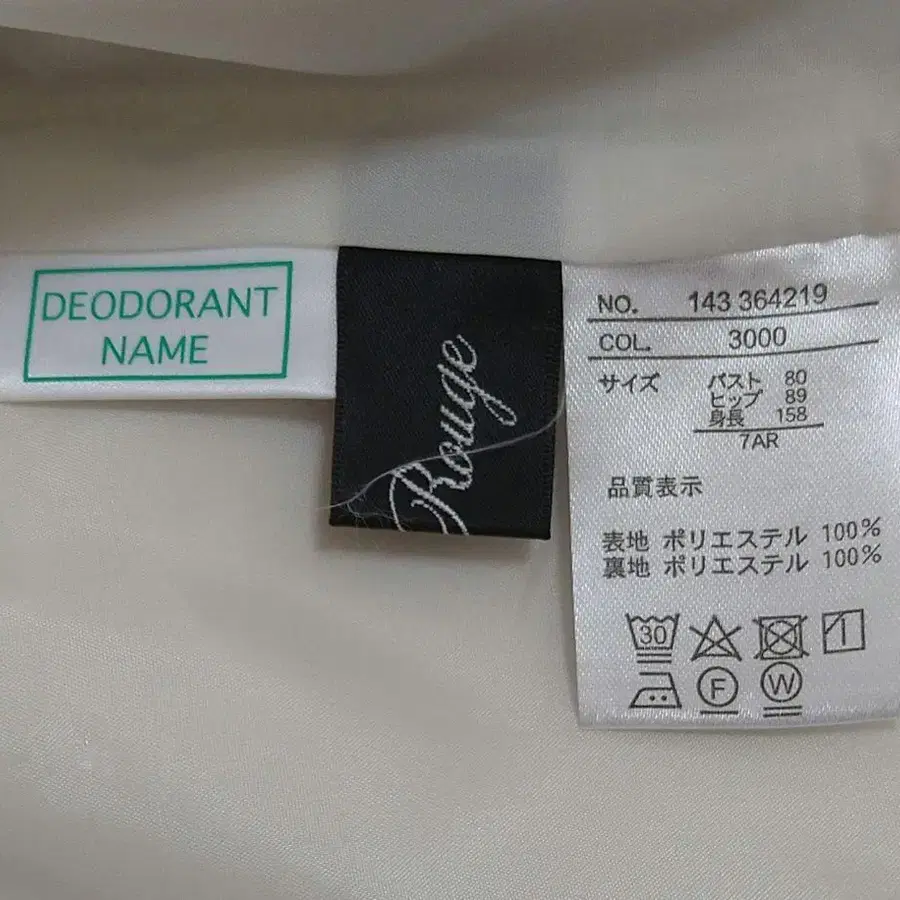 DEODORANT
NAME
Rouge
NO. 143 364219
COL. 3000
サイズ バスト 80
ヒップ 89
身長 158
7AR
品質表示
表地 ポリエステル 100%
裏地 ポリエステル 100%
30
F W